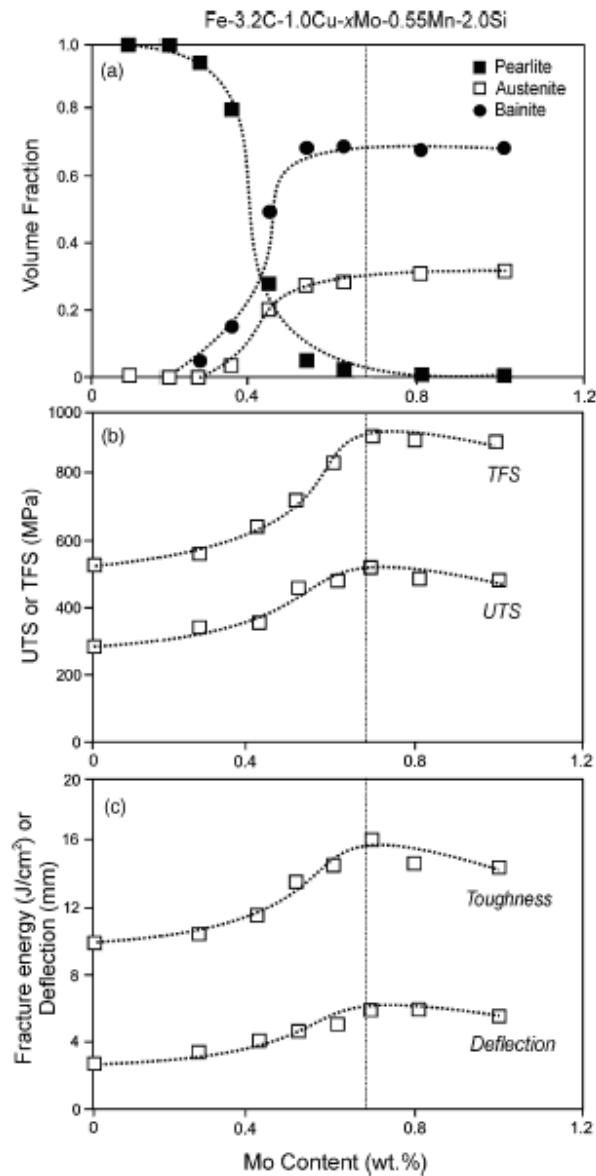 Fe-3.2C-1.0Cu-xMo-0.55Mn-2.0Si
1.0
(a)
Pearlite
Austenite
Bainite
0.8
0.6
0.4
0.2
0
Volume Fraction
0
0.4
0.8
1.2
1000
(b)
800
600
400
200
0
UTS or TFS (MPa)
TFS
UTS
0
0.4
0.8
1.2
20
(c)
16
12
8
4
0
Fracture energy (J/cm²) or
Deflection (mm)
Toughness
Deflection
0
0.4
0.8
1.2
Mo Content (wt.%)